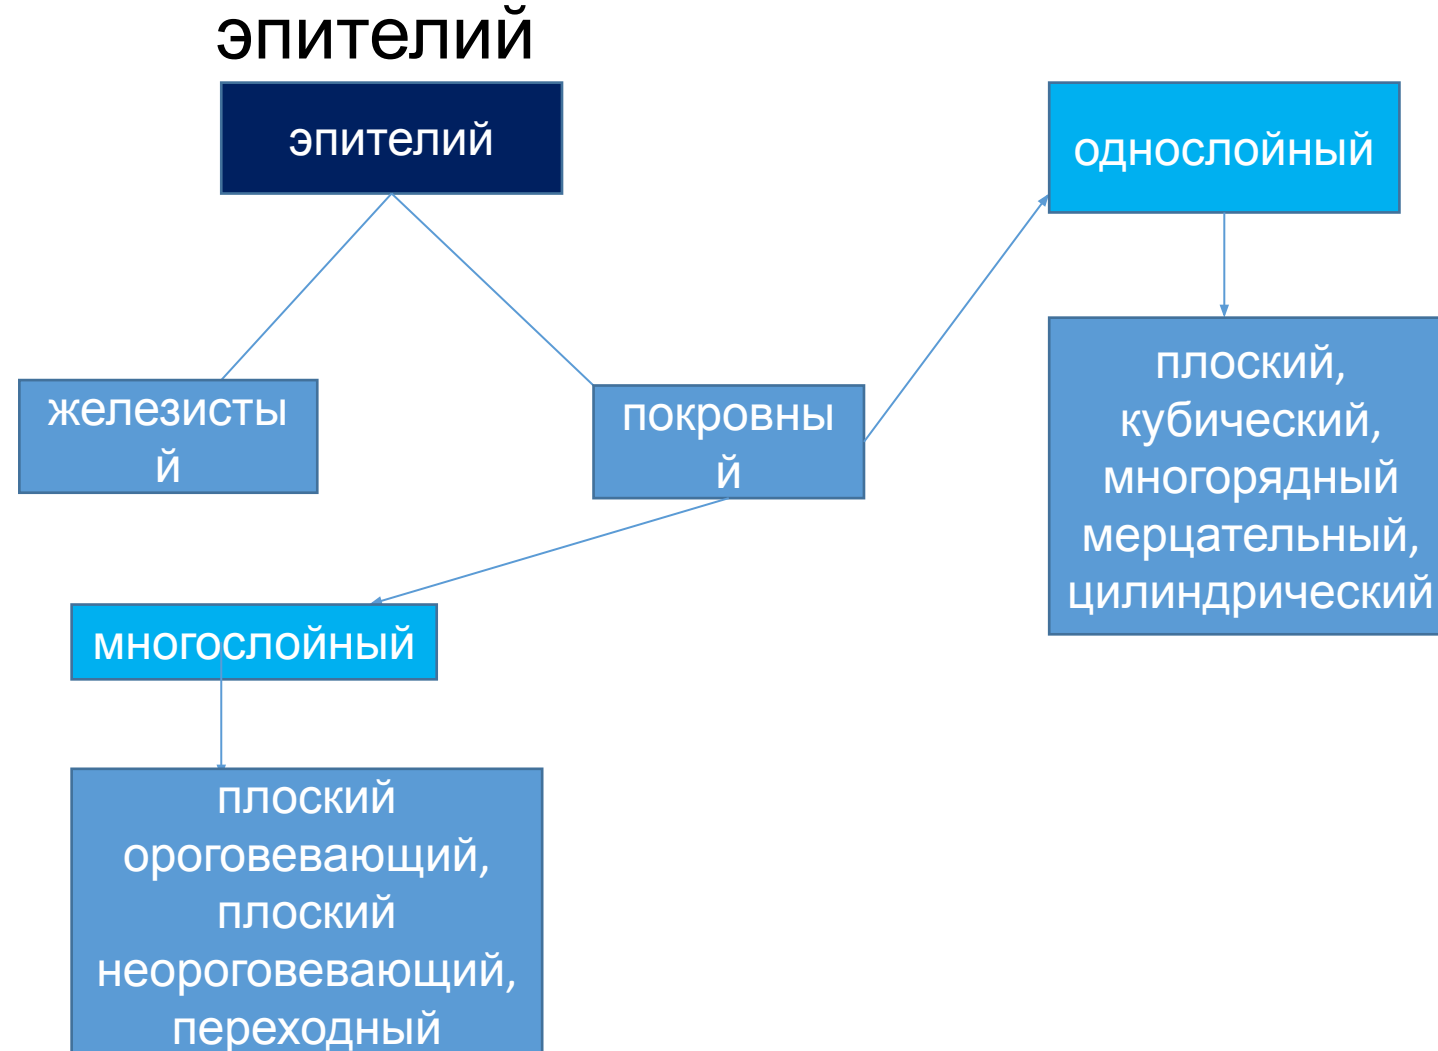 эпителий
эпителий
однослойный
железисты
й
покровны
й
плоский,
кубический,
многорядный
мерцательный,
цилиндрический
многослойный
плоский
ороговевающий,
плоский
неороговевающий,
переходный